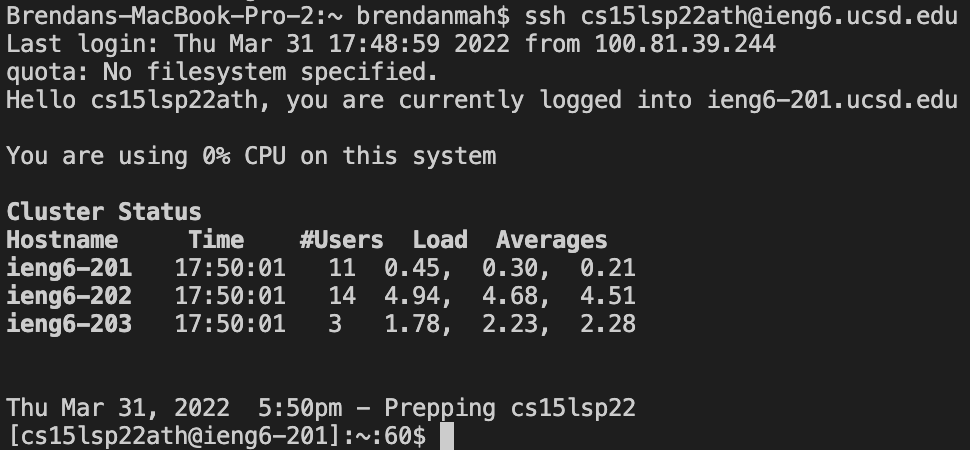 Brendans-MacBook-Pro-2:~ brendanmah$ ssh cs15lsp22ath@ieng6.ucsd.edu
Last login: Thu Mar 31 17:48:59 2022 from 100.81.39.244
quota: No filesystem specified.
Hello cs15lsp22ath, you are currently logged into ieng6-201.ucsd.edu
You are using 0% CPU on this system
Cluster Status
Hostname     Time    #Users  Load  Averages
ieng6-201   17:50:01   11  0.45,  0.30,  0.21
ieng6-202   17:50:01   14  4.94,  4.68,  4.51
ieng6-203   17:50:01   3   1.78,  2.23,  2.28
Thu Mar 31, 2022  5:50pm - Prepping cs15lsp22
[cs15lsp22ath@ieng6-201]:~:60$